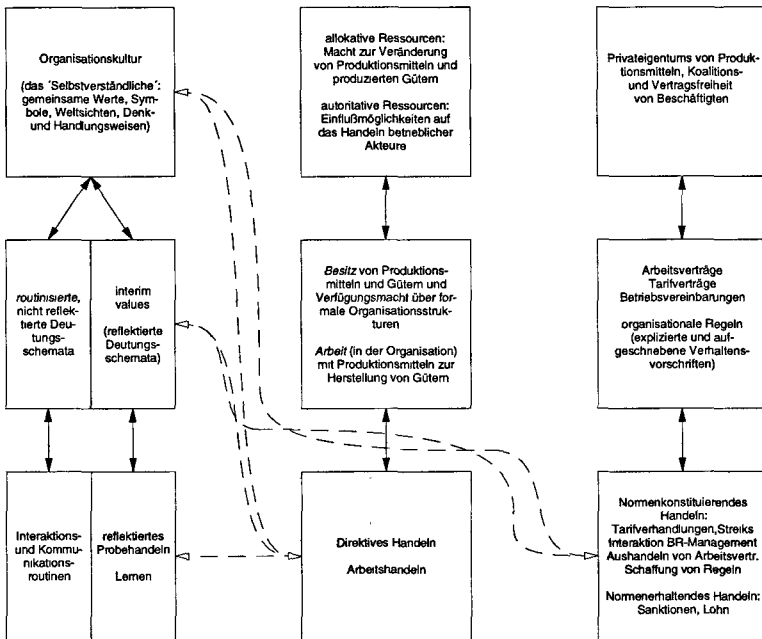 Organisationskultur
(das ´Selbstverständliche´:
gemeinsame Werte, Sym-
bole, Weltsichten, Denk-
und Handlungsweisen)
allokative Ressourcen:
Macht zur Veränderung
von Produktionsmitteln und
produzierten Gütern
autoritative Ressourcen:
Einflußmöglichkeiten auf
das Handeln betrieblicher
Akteure
Privateigentums von Produk-
tionsmitteln, Koalitions-
und Vertragsfreiheit
von Beschäftigten
routinisierte,
nicht reflek-
tierte Deu-
tungs-
schemata
interim
values
(reflektierte
Deutungs-
schemata)
Besitz von Produktions-
mitteln und Gütern und
Verfügungsmacht über for-
male Organisationsstruk-
turen
Arbeit (in der Organisation)
mit Produktionsmitteln zur
Herstellung von Gütern
Arbeitsverträge
Tarifverträge
Betriebsvereinbarungen
organisationale Regeln
(explizierte und auf-
geschriebene Verhaltens-
vorschriften)
Interaktions-
und Kommu-
nikations-
routinen
reflektiertes
Probehandeln
Lernen
Direktives Handeln
Arbeitshandeln
Normenkonstituierendes
Handeln:
Tarifverhandlungen,Streiks
Interaktion BR-Management
Aushandeln von Arbeitsvertr.
Schaffung von Regeln
Normenerhaltendes Handeln:
Sanktionen, Lohn